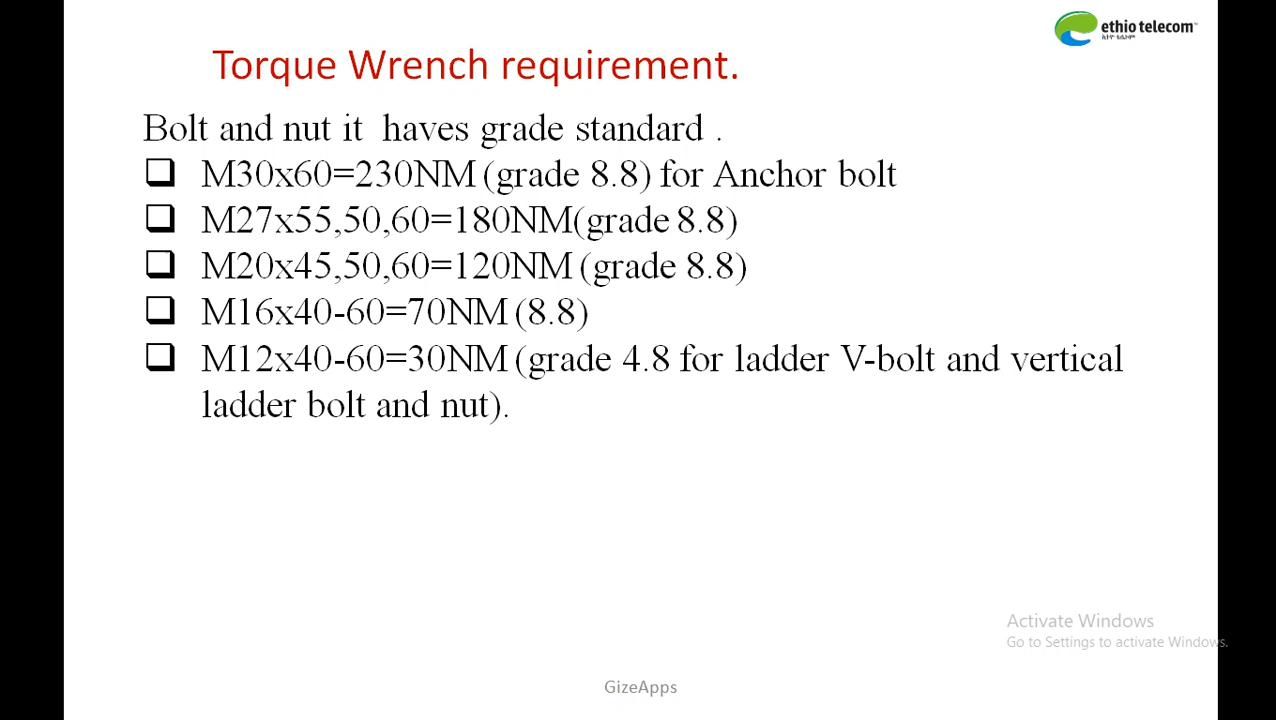 ethio telecom
ኢትዮ ቴሌኮም
Torque Wrench requirement.
Bolt and nut it haves grade standard .
❑ M30x60=230NM (grade 8.8) for Anchor bolt
❑ M27x55,50,60=180NM(grade 8.8)
❑ M20x45,50,60=120NM (grade 8.8)
❑ M16x40-60=70NM (8.8)
❑ M12x40-60=30NM (grade 4.8 for ladder V-bolt and vertical
ladder bolt and nut).
Activate Windows
Go to Settings to activate Windows.
GizeApps